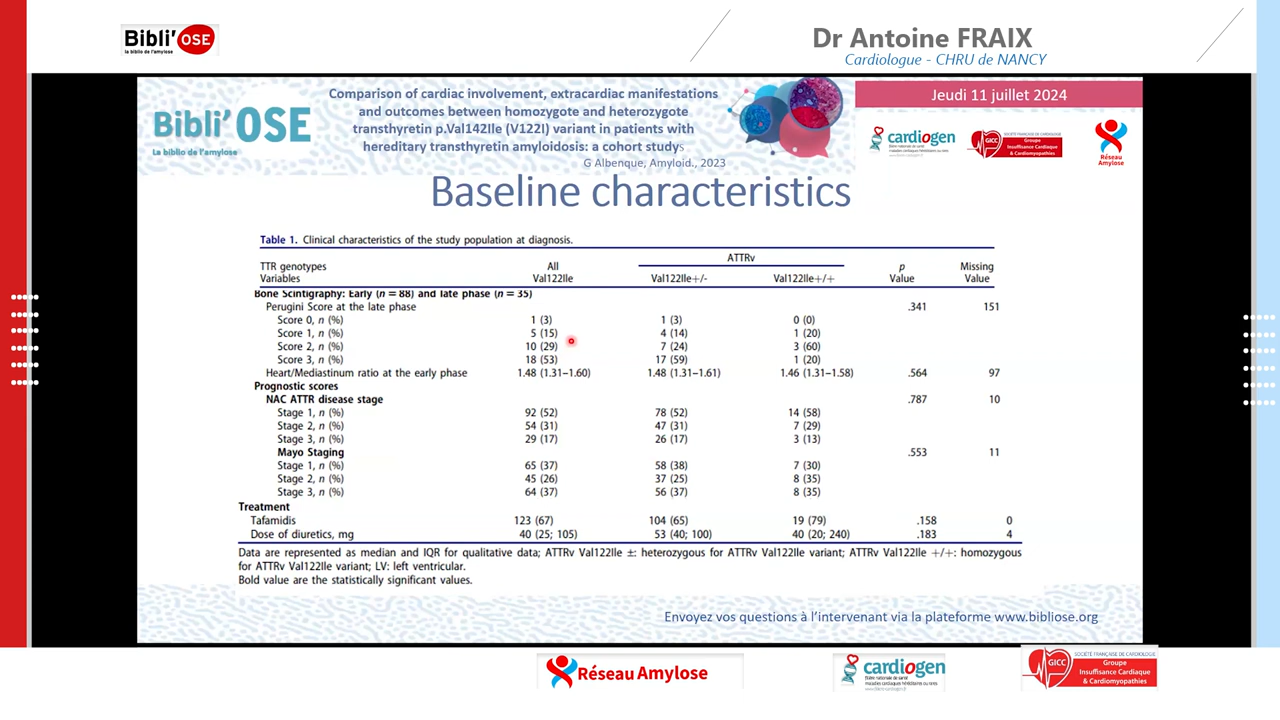 Bibli'OSE
la biblio de l'amylose
Dr Antoine FRAIX
Cardiologue - CHRU de NANCY
Bibli'OSE
La biblio de l'amylose
Comparison of cardiac involvement, extracardiac manifestations
and outcomes between homozygote and heterozygote
transthyretin p.Val142Ile (V122I) variant in patients with
hereditary transthyretin amyloidosis: a cohort studys
G Albenque, Amyloid., 2023
Jeudi 11 juillet 2024
cardiogen
GICC
SOCIÉTÉ FRANÇAISE DE CARDIOLOGIE
Groupe
Insuffisance Cardiaque
& Cardiomyopathies
Réseau
Amylose
Baseline characteristics
Table 1. Clinical characteristics of the study population at diagnosis.
ATTRv
TTR genotypes All p Missing
Variables Val122Ile Val122Ile+/- Val122Ile+/+ Value Value
Bone Scintigraphy: Early (n = 88) and late phase (n = 35)
Perugini Score at the late phase .341 151
Score 0, n (%) 1 (3) 1 (3) 0 (0)
Score 1, n (%) 5 (15) 4 (14) 1 (20)
Score 2, n (%) 10 (29) 7 (24) 3 (60)
Score 3, n (%) 18 (53) 17 (59) 1 (20)
Heart/Mediastinum ratio at the early phase 1.48 (1.31–1.60) 1.48 (1.31–1.61) 1.46 (1.31–1.58) .564 97
Prognostic scores
NAC ATTR disease stage .787 10
Stage 1, n (%) 92 (52) 78 (52) 14 (58)
Stage 2, n (%) 54 (31) 47 (31) 7 (29)
Stage 3, n (%) 29 (17) 26 (17) 3 (13)
Mayo Staging .553 11
Stage 1, n (%) 65 (37) 58 (38) 7 (30)
Stage 2, n (%) 45 (26) 37 (25) 8 (35)
Stage 3, n (%) 64 (37) 56 (37) 8 (35)
Treatment
Tafamidis 123 (67) 104 (65) 19 (79) .158 0
Dose of diuretics, mg 40 (25; 105) 53 (40; 100) 40 (20; 240) .183 4
Data are represented as median and IQR for qualitative data; ATTRv Val122Ile ±: heterozygous for ATTRv Val122Ile variant; ATTRv Val122Ile +/+: homozygous
for ATTRv Val122Ile variant; LV: left ventricular.
Bold value are the statistically significant values.
Envoyez vos questions à l'intervenant via la plateforme www.bibliose.org
Réseau Amylose
cardiogen
GICC
SOCIÉTÉ FRANÇAISE DE CARDIOLOGIE
Groupe
Insuffisance Cardiaque
& Cardiomyopathies